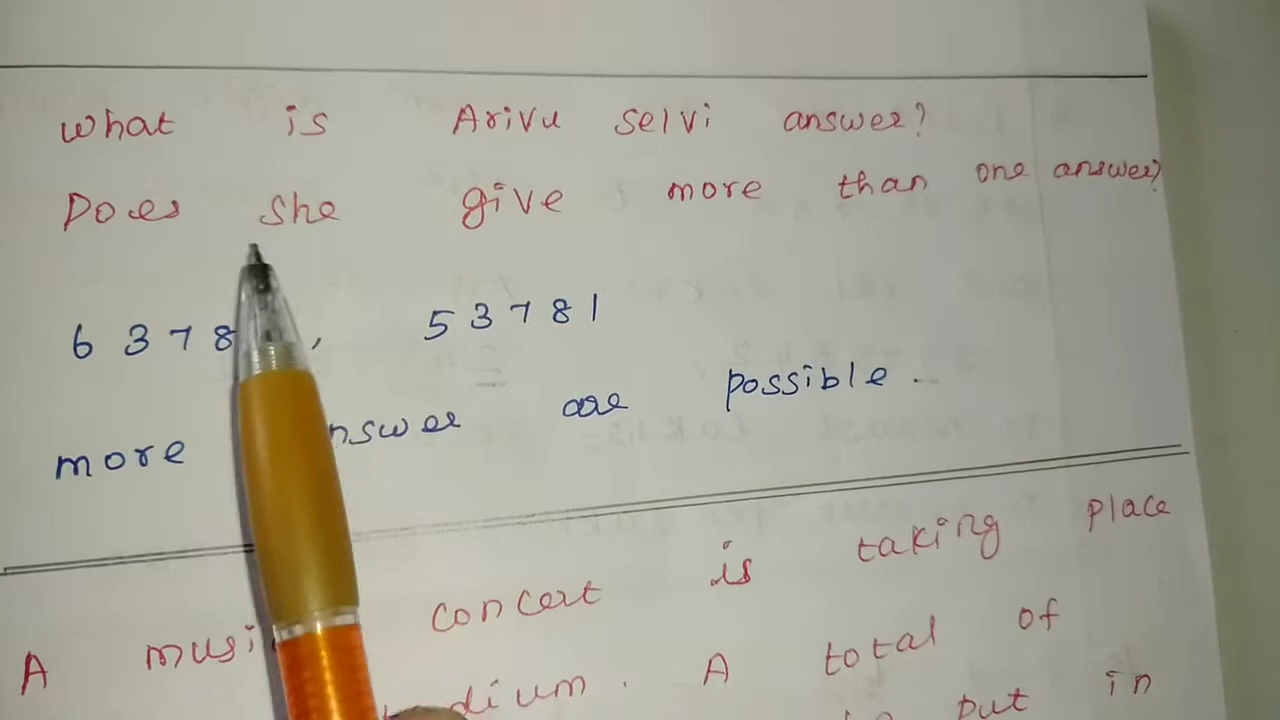 What is Arivu selvi answer?
Does she give more than one answer?
6 3 7 8 , 5 3 7 8 1
more are possible.
A concert is taking place
A total of
put in